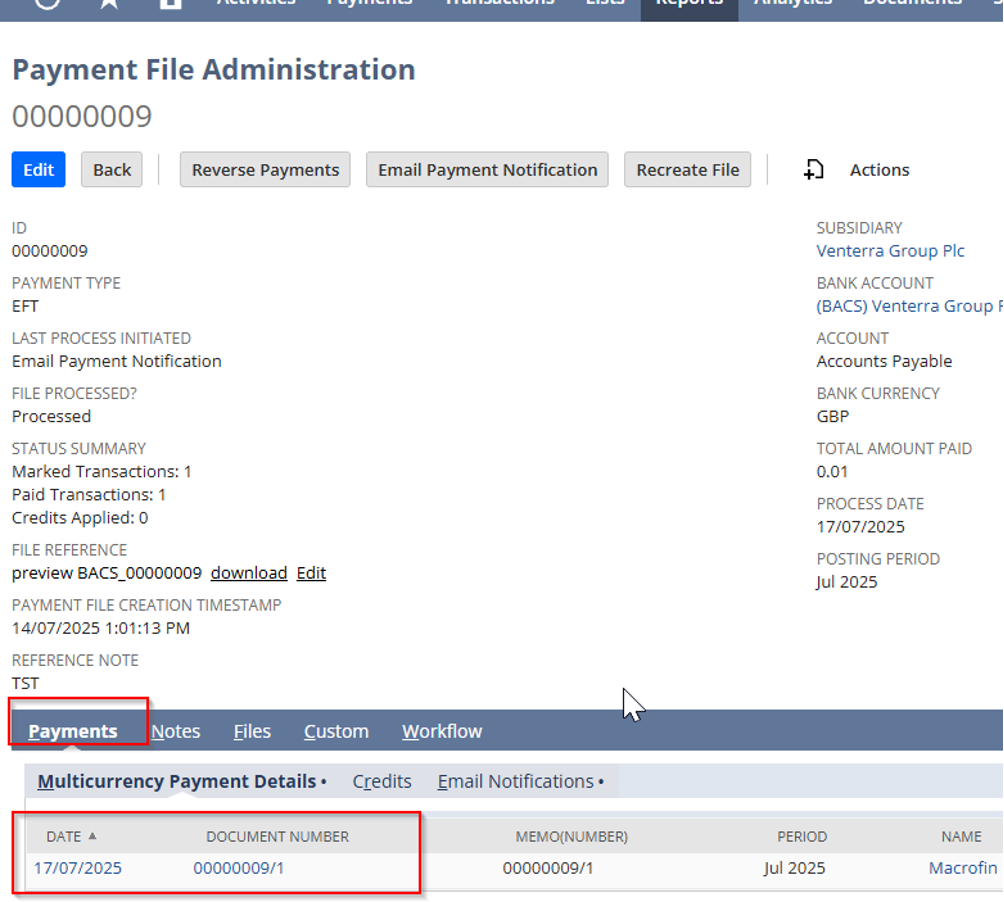 Activities Payments Transactions Lists Reports Analytics Documents
Payment File Administration
00000009
Edit Back Reverse Payments Email Payment Notification Recreate File Actions
ID
00000009
PAYMENT TYPE
EFT
LAST PROCESS INITIATED
Email Payment Notification
FILE PROCESSED?
Processed
STATUS SUMMARY
Marked Transactions: 1
Paid Transactions: 1
Credits Applied: 0
FILE REFERENCE
preview BACS_00000009 download Edit
PAYMENT FILE CREATION TIMESTAMP
14/07/2025 1:01:13 PM
REFERENCE NOTE
TST
SUBSIDIARY
Venterra Group Plc
BANK ACCOUNT
(BACS) Venterra Group P
ACCOUNT
Accounts Payable
BANK CURRENCY
GBP
TOTAL AMOUNT PAID
0.01
PROCESS DATE
17/07/2025
POSTING PERIOD
Jul 2025
Payments Notes Files Custom Workflow
Multicurrency Payment Details • Credits Email Notifications •
DATE ▲ DOCUMENT NUMBER MEMO(NUMBER) PERIOD NAME
17/07/2025 00000009/1 00000009/1 Jul 2025 Macrofin